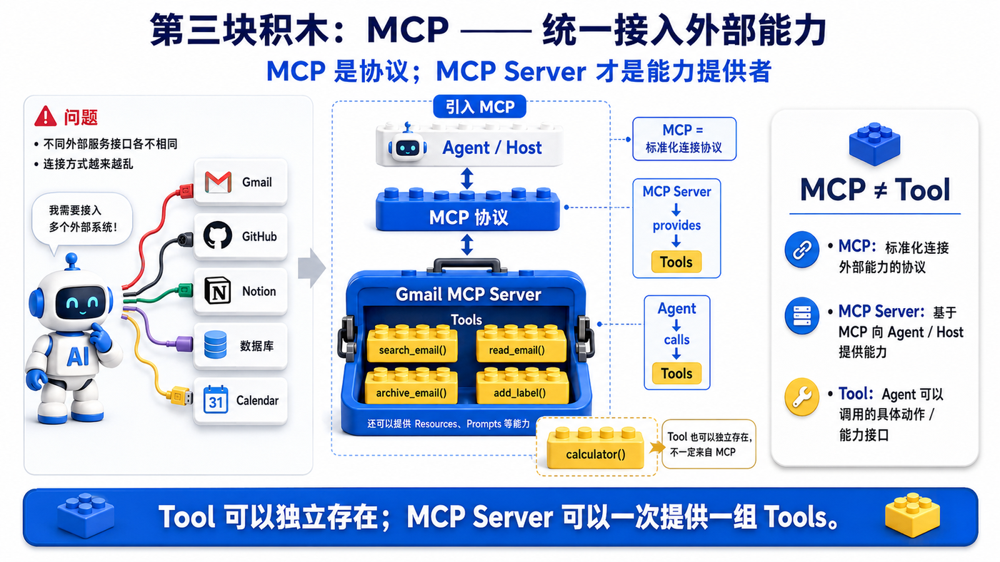 第三块积木：MCP —— 统一接入外部能力
MCP 是协议；MCP Server 才是能力提供者
问题
• 不同外部服务接口各不相同
• 连接方式越来越乱
我需要接入
多个外部系统！
AI
Gmail
GitHub
Notion
数据库
31
Calendar
引入 MCP
Agent / Host
MCP 协议
Gmail MCP Server
Tools
search_email()
read_email()
archive_email()
add_label()
还可以提供 Resources、Prompts 等能力
calculator()
Tool 也可以独立存在，
不一定来自 MCP
MCP =
标准化连接协议
MCP Server
provides
Tools
Agent
calls
Tools
MCP ≠ Tool
• MCP：标准化连接
外部能力的协议
• MCP Server：基于
MCP 向 Agent / Host
提供能力
• Tool：Agent 可以
调用的具体动作 /
能力接口
Tool 可以独立存在；MCP Server 可以一次提供一组 Tools。